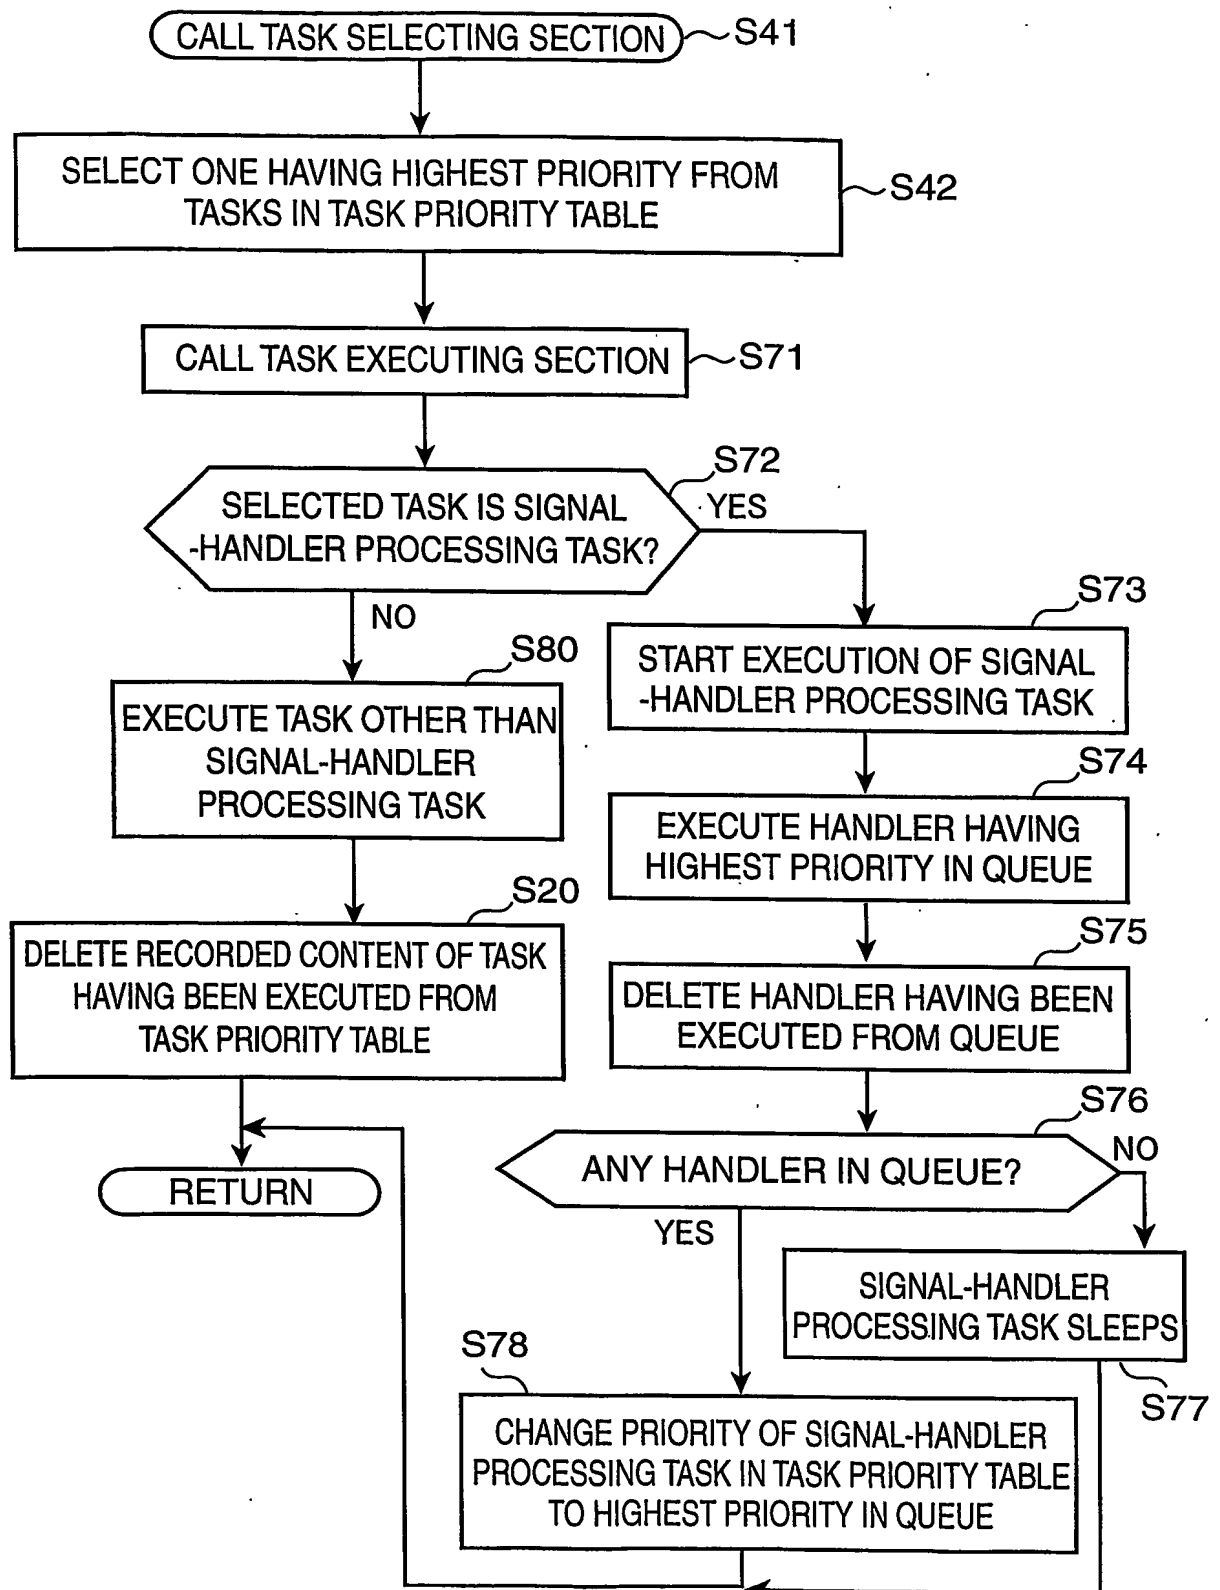 CALL TASK SELECTING SECTION
S41
SELECT ONE HAVING HIGHEST PRIORITY FROM
TASKS IN TASK PRIORITY TABLE
S42
CALL TASK EXECUTING SECTION
S71
S72
SELECTED TASK IS SIGNAL
-HANDLER PROCESSING TASK?
YES
NO
S80
EXECUTE TASK OTHER THAN
SIGNAL-HANDLER
PROCESSING TASK
S20
DELETE RECORDED CONTENT OF TASK
HAVING BEEN EXECUTED FROM
TASK PRIORITY TABLE
RETURN
S73
START EXECUTION OF SIGNAL
-HANDLER PROCESSING TASK
S74
EXECUTE HANDLER HAVING
HIGHEST PRIORITY IN QUEUE
S75
DELETE HANDLER HAVING BEEN
EXECUTED FROM QUEUE
S76
ANY HANDLER IN QUEUE?
NO
YES
SIGNAL-HANDLER
PROCESSING TASK SLEEPS
S77
S78
CHANGE PRIORITY OF SIGNAL-HANDLER
PROCESSING TASK IN TASK PRIORITY TABLE
TO HIGHEST PRIORITY IN QUEUE